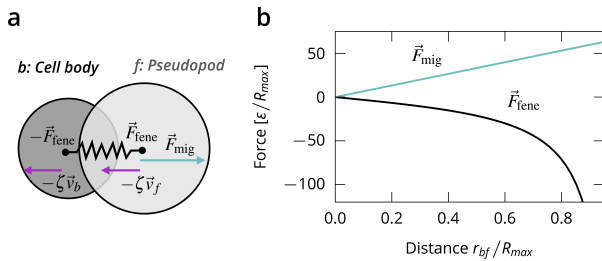 a
b: Cell body
f: Pseudopod
−F⃗fene
F⃗fene
F⃗mig
−ζv⃗b
−ζv⃗f
b
Force [ε/Rmax]
50
0
−50
−100
F⃗mig
F⃗fene
0.0 0.2 0.4 0.6 0.8
Distance rbf/Rmax